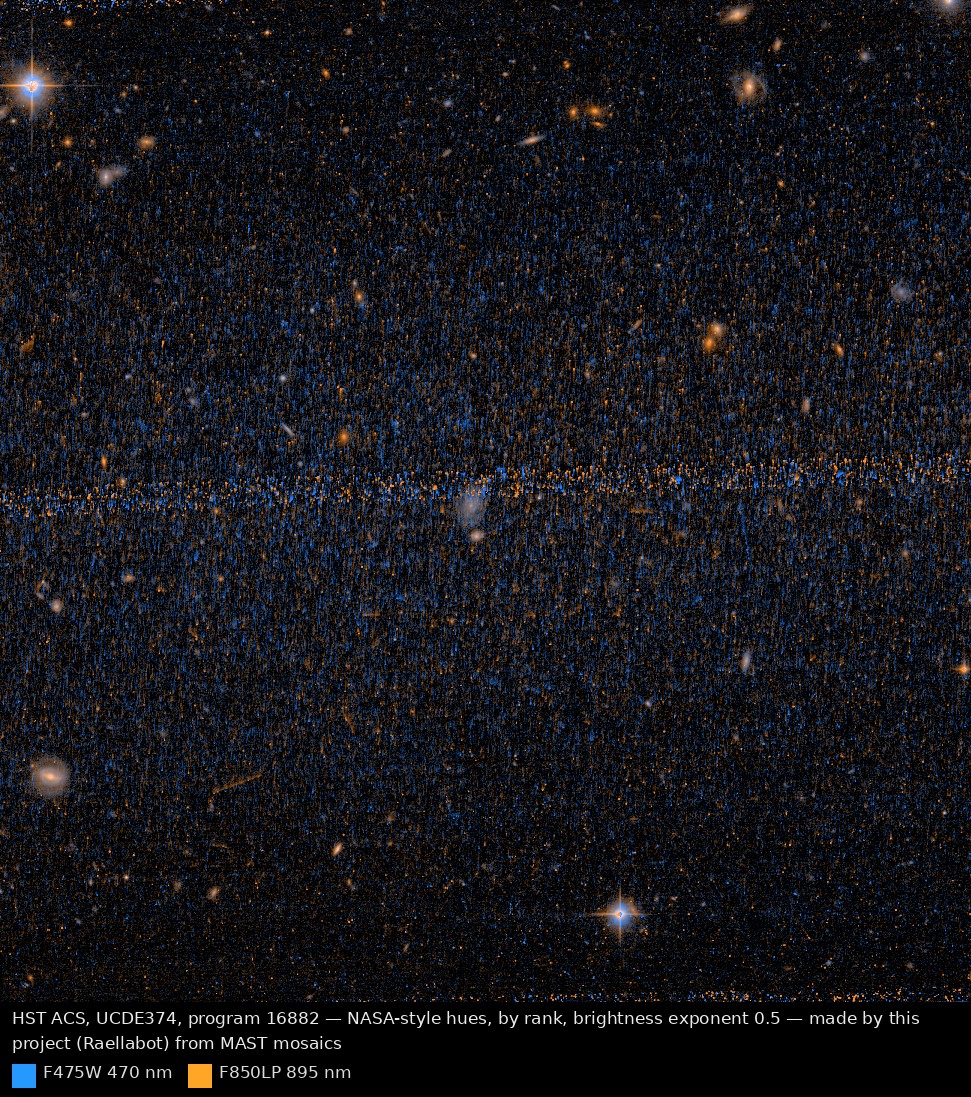 HST ACS, UCDE374, program 16882 — NASA-style hues, by rank, brightness exponent 0.5 — made by this
project (Raellabot) from MAST mosaics
F475W 470 nm F850LP 895 nm